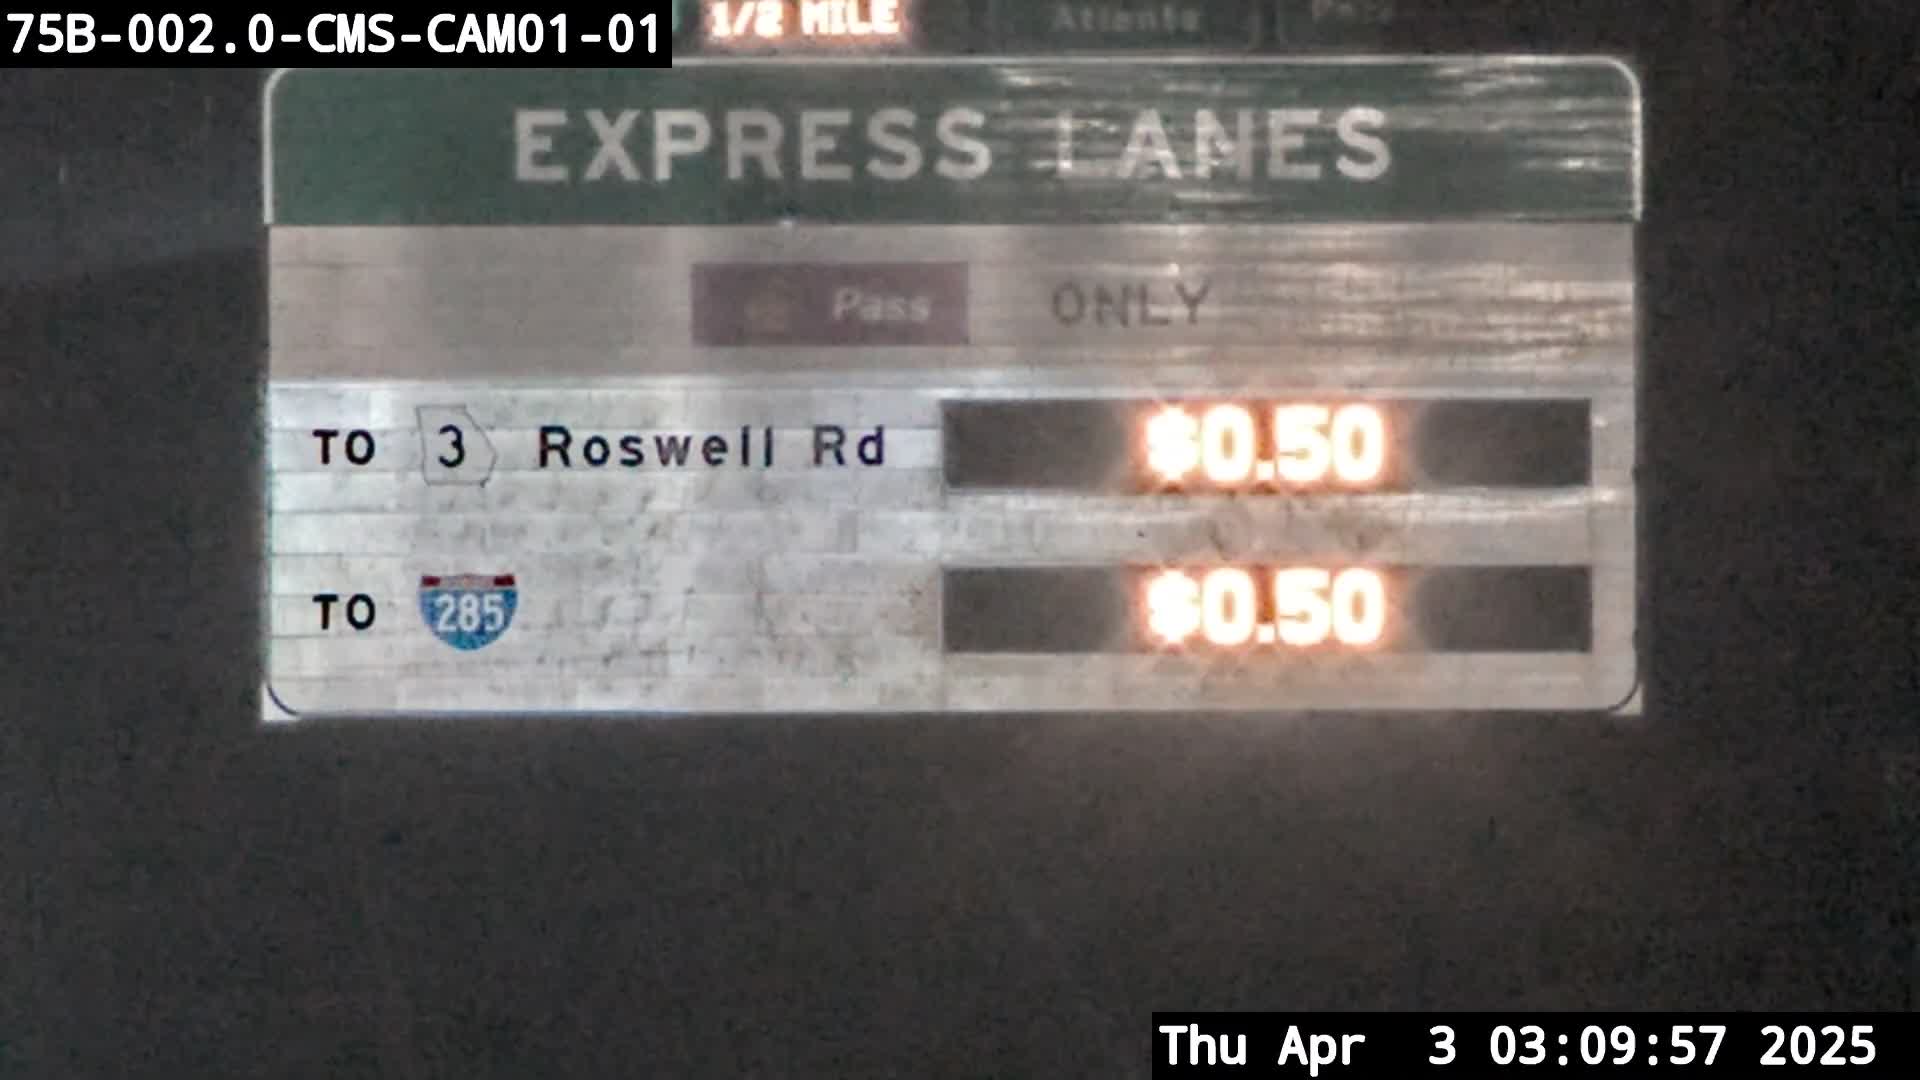 75B-002.0-CMS-CAM01-01
1/2 MILE
Atlanta
EXPRESS LANES
Pass ONLY
TO 3 Roswell Rd $0.50
TO 285 $0.50
Thu Apr 3 03:09:57 2025